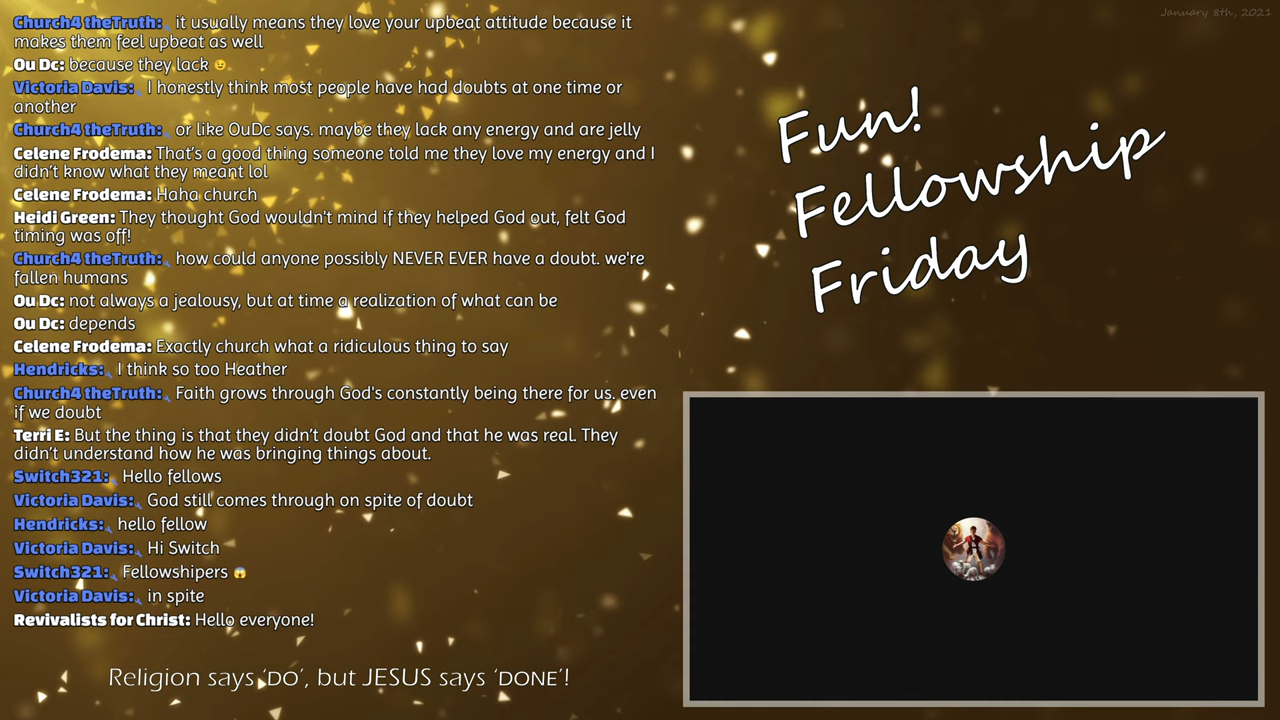 Church4 theTruth: it usually means they love your upbeat attitude because it
makes them feel upbeat as well
Ou Dc: because they lack 😉
Victoria Davis: I honestly think most people have had doubts at one time or
another
Church4 theTruth: or like OuDc says. maybe they lack any energy and are jelly
Celene Frodema: That's a good thing someone told me they love my energy and I
didn't know what they meant lol
Celene Frodema: Haha church
Heidi Green: They thought God wouldn't mind if they helped God out, felt God
timing was off!
Church4 theTruth: how could anyone possibly NEVER EVER have a doubt. we're
fallen humans
Ou Dc: not always a jealousy, but at time a realization of what can be
Ou Dc: depends
Celene Frodema: Exactly church what a ridiculous thing to say
Hendricks: I think so too Heather
Church4 theTruth: Faith grows through God's constantly being there for us. even
if we doubt
Terri E: But the thing is that they didn't doubt God and that he was real. They
didn't understand how he was bringing things about.
Switch321: Hello fellows
Victoria Davis: God still comes through on spite of doubt
Hendricks: hello fellow
Victoria Davis: Hi Switch
Switch321: Fellowshipers 😱
Victoria Davis: in spite
Revivalists for Christ: Hello everyone!
Religion says 'DO', but JESUS says 'DONE'!
January 8th, 2021
Fun!
Fellowship
Friday